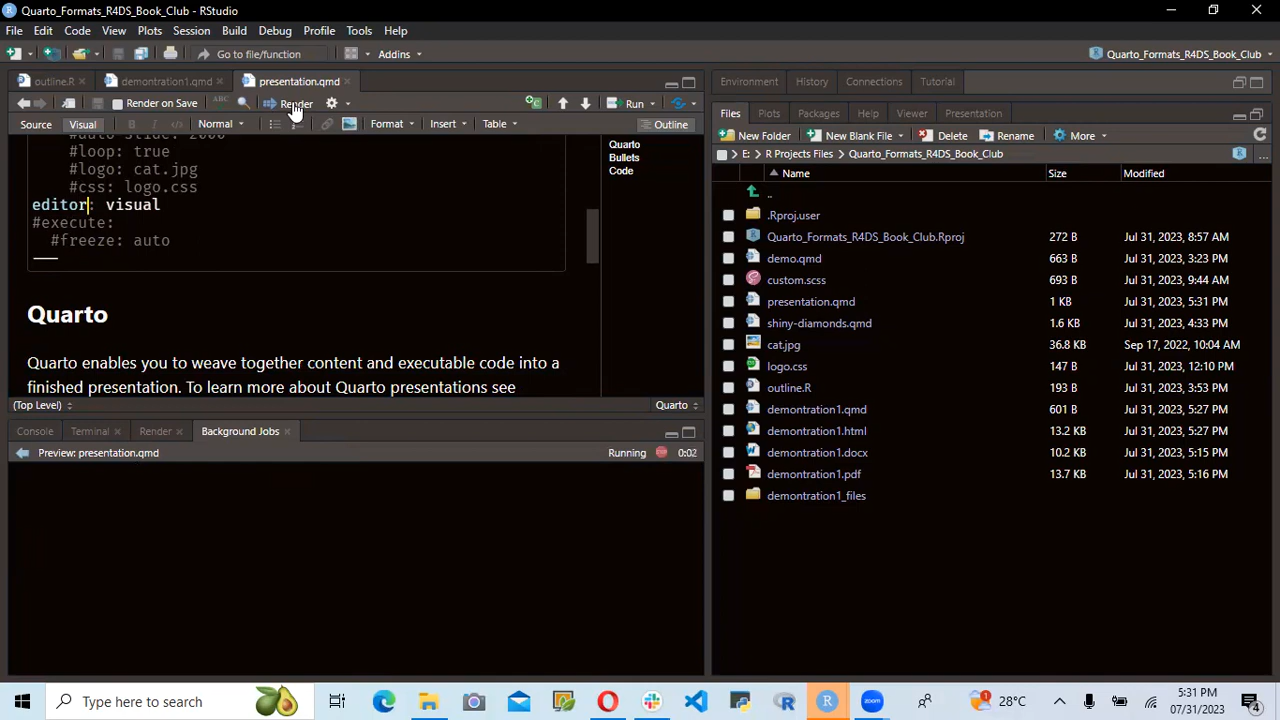 Quarto_Formats_R4DS_Book_Club - RStudio
File Edit Code View Plots Session Build Debug Profile Tools Help
Go to file/function Addins Quarto_Formats_R4DS_Book_Club
outline.R demontration1.qmd presentation.qmd
Render on Save ABC Render Run
Source Visual B I </> Normal Format Insert Table Outline
#auto-slide: 2000
#loop: true
#logo: cat.jpg
#css: logo.css
editor: visual
#execute:
#freeze: auto
Quarto
Quarto enables you to weave together content and executable code into a
finished presentation. To learn more about Quarto presentations see
Quarto
Bullets
Code
(Top Level) Quarto
Console Terminal Render Background Jobs
Preview: presentation.qmd Running 0:02
Environment History Connections Tutorial
Files Plots Packages Help Viewer Presentation
New Folder New Blank File Delete Rename More
E: R Projects Files Quarto_Formats_R4DS_Book_Club
Name Size Modified
..
.Rproj.user
Quarto_Formats_R4DS_Book_Club.Rproj 272 B Jul 31, 2023, 8:57 AM
demo.qmd 663 B Jul 31, 2023, 3:23 PM
custom.scss 693 B Jul 31, 2023, 9:44 AM
presentation.qmd 1 KB Jul 31, 2023, 5:31 PM
shiny-diamonds.qmd 1.6 KB Jul 31, 2023, 4:33 PM
cat.jpg 36.8 KB Sep 17, 2022, 10:04 AM
logo.css 147 B Jul 31, 2023, 12:10 PM
outline.R 193 B Jul 31, 2023, 3:53 PM
demontration1.qmd 601 B Jul 31, 2023, 5:27 PM
demontration1.html 13.2 KB Jul 31, 2023, 5:27 PM
demontration1.docx 10.2 KB Jul 31, 2023, 5:15 PM
demontration1.pdf 13.7 KB Jul 31, 2023, 5:16 PM
demontration1_files
Type here to search zoom 28°C 5:31 PM
07/31/2023 4